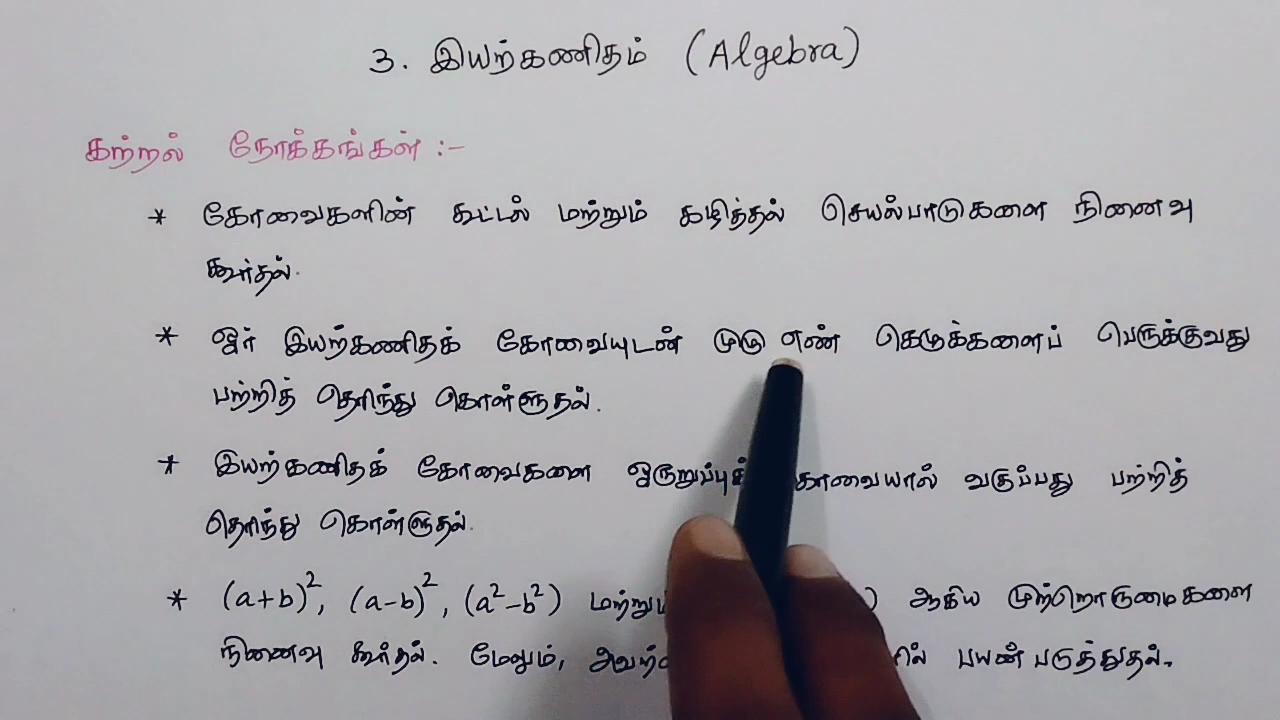 3. இயற்கணிதம் (Algebra)
கற்றல் நோக்கங்கள் :-
* கோவைகளின் கூட்டல் மற்றும் கழித்தல் செயல்பாடுகளை நினைவு
கூர்தல்.
* ஓர் இயற்கணிதக் கோவையுடன் முழு எண் கெழுக்களைப் பெருக்குவது
பற்றித் தெரிந்து கொள்ளுதல்.
* இயற்கணிதக் கோவைகளை வகுப்பது பற்றித்
தெரிந்து கொள்ளுதல்.
* (a+b)², (a-b)², (a²-b²) ஆகிய முற்றொருமைகளை
நினைவு கூர்தல். மேலும், பயன்படுத்துதல்.